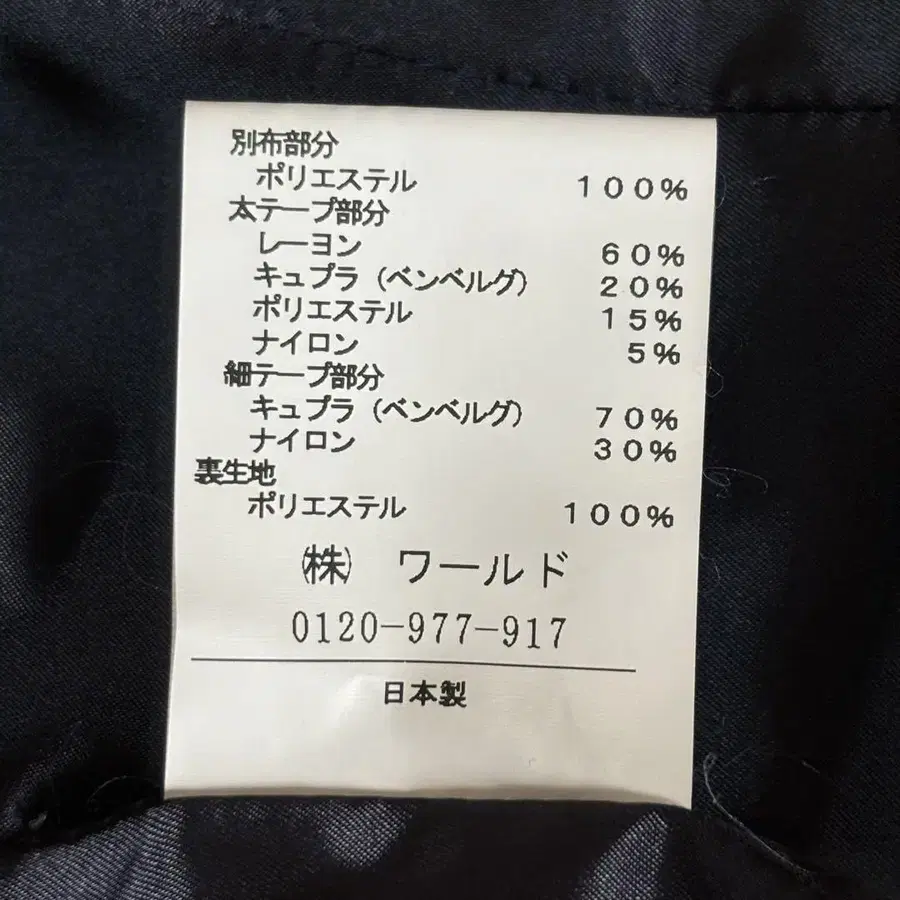 別布部分
ポリエステル 100%
太テープ部分
レーヨン 60%
キュプラ(ベンベルグ) 20%
ポリエステル 15%
ナイロン 5%
細テープ部分
キュプラ(ベンベルグ) 70%
ナイロン 30%
裏生地
ポリエステル 100%
㈱ ワールド
0120-977-917
日本製